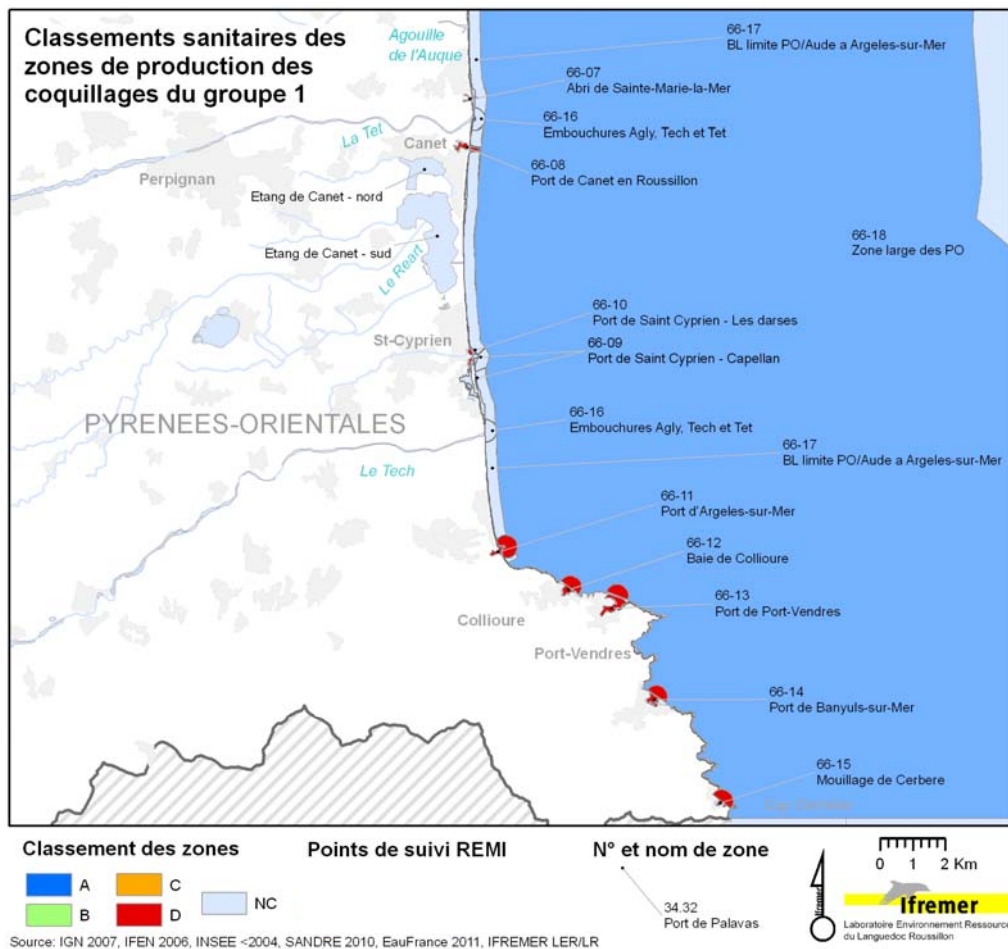 Classements sanitaires des
zones de production des
coquillages du groupe 1
Agouille
de l'Auque
66-17
BL limite PO/Aude a Argeles-sur-Mer
66-07
Abri de Sainte-Marie-la-Mer
66-16
Embouchures Agly, Tech et Tet
La Tet
Canet
66-08
Port de Canet en Roussillon
Perpignan
Etang de Canet - nord
66-18
Zone large des PO
Etang de Canet - sud
Le Reart
66-10
Port de Saint Cyprien - Les darses
St-Cyprien
66-09
Port de Saint Cyprien - Capellan
PYRENEES-ORIENTALES
66-16
Embouchures Agly, Tech et Tet
66-17
BL limite PO/Aude a Argeles-sur-Mer
Le Tech
66-11
Port d'Argeles-sur-Mer
66-12
Baie de Collioure
66-13
Port de Port-Vendres
Collioure
Port-Vendres
66-14
Port de Banyuls-sur-Mer
66-15
Mouillage de Cerbere
Classement des zones
Points de suivi REMI
N° et nom de zone
0 1 2 Km
A
C
NC
B
D
34.32
Port de Palavas
Ifremer
Laboratoire Environnement Ressource
du Languedoc Roussillon
Source: IGN 2007, IFEN 2006, INSEE <2004, SANDRE 2010, EauFrance 2011, IFREMER LER/LR